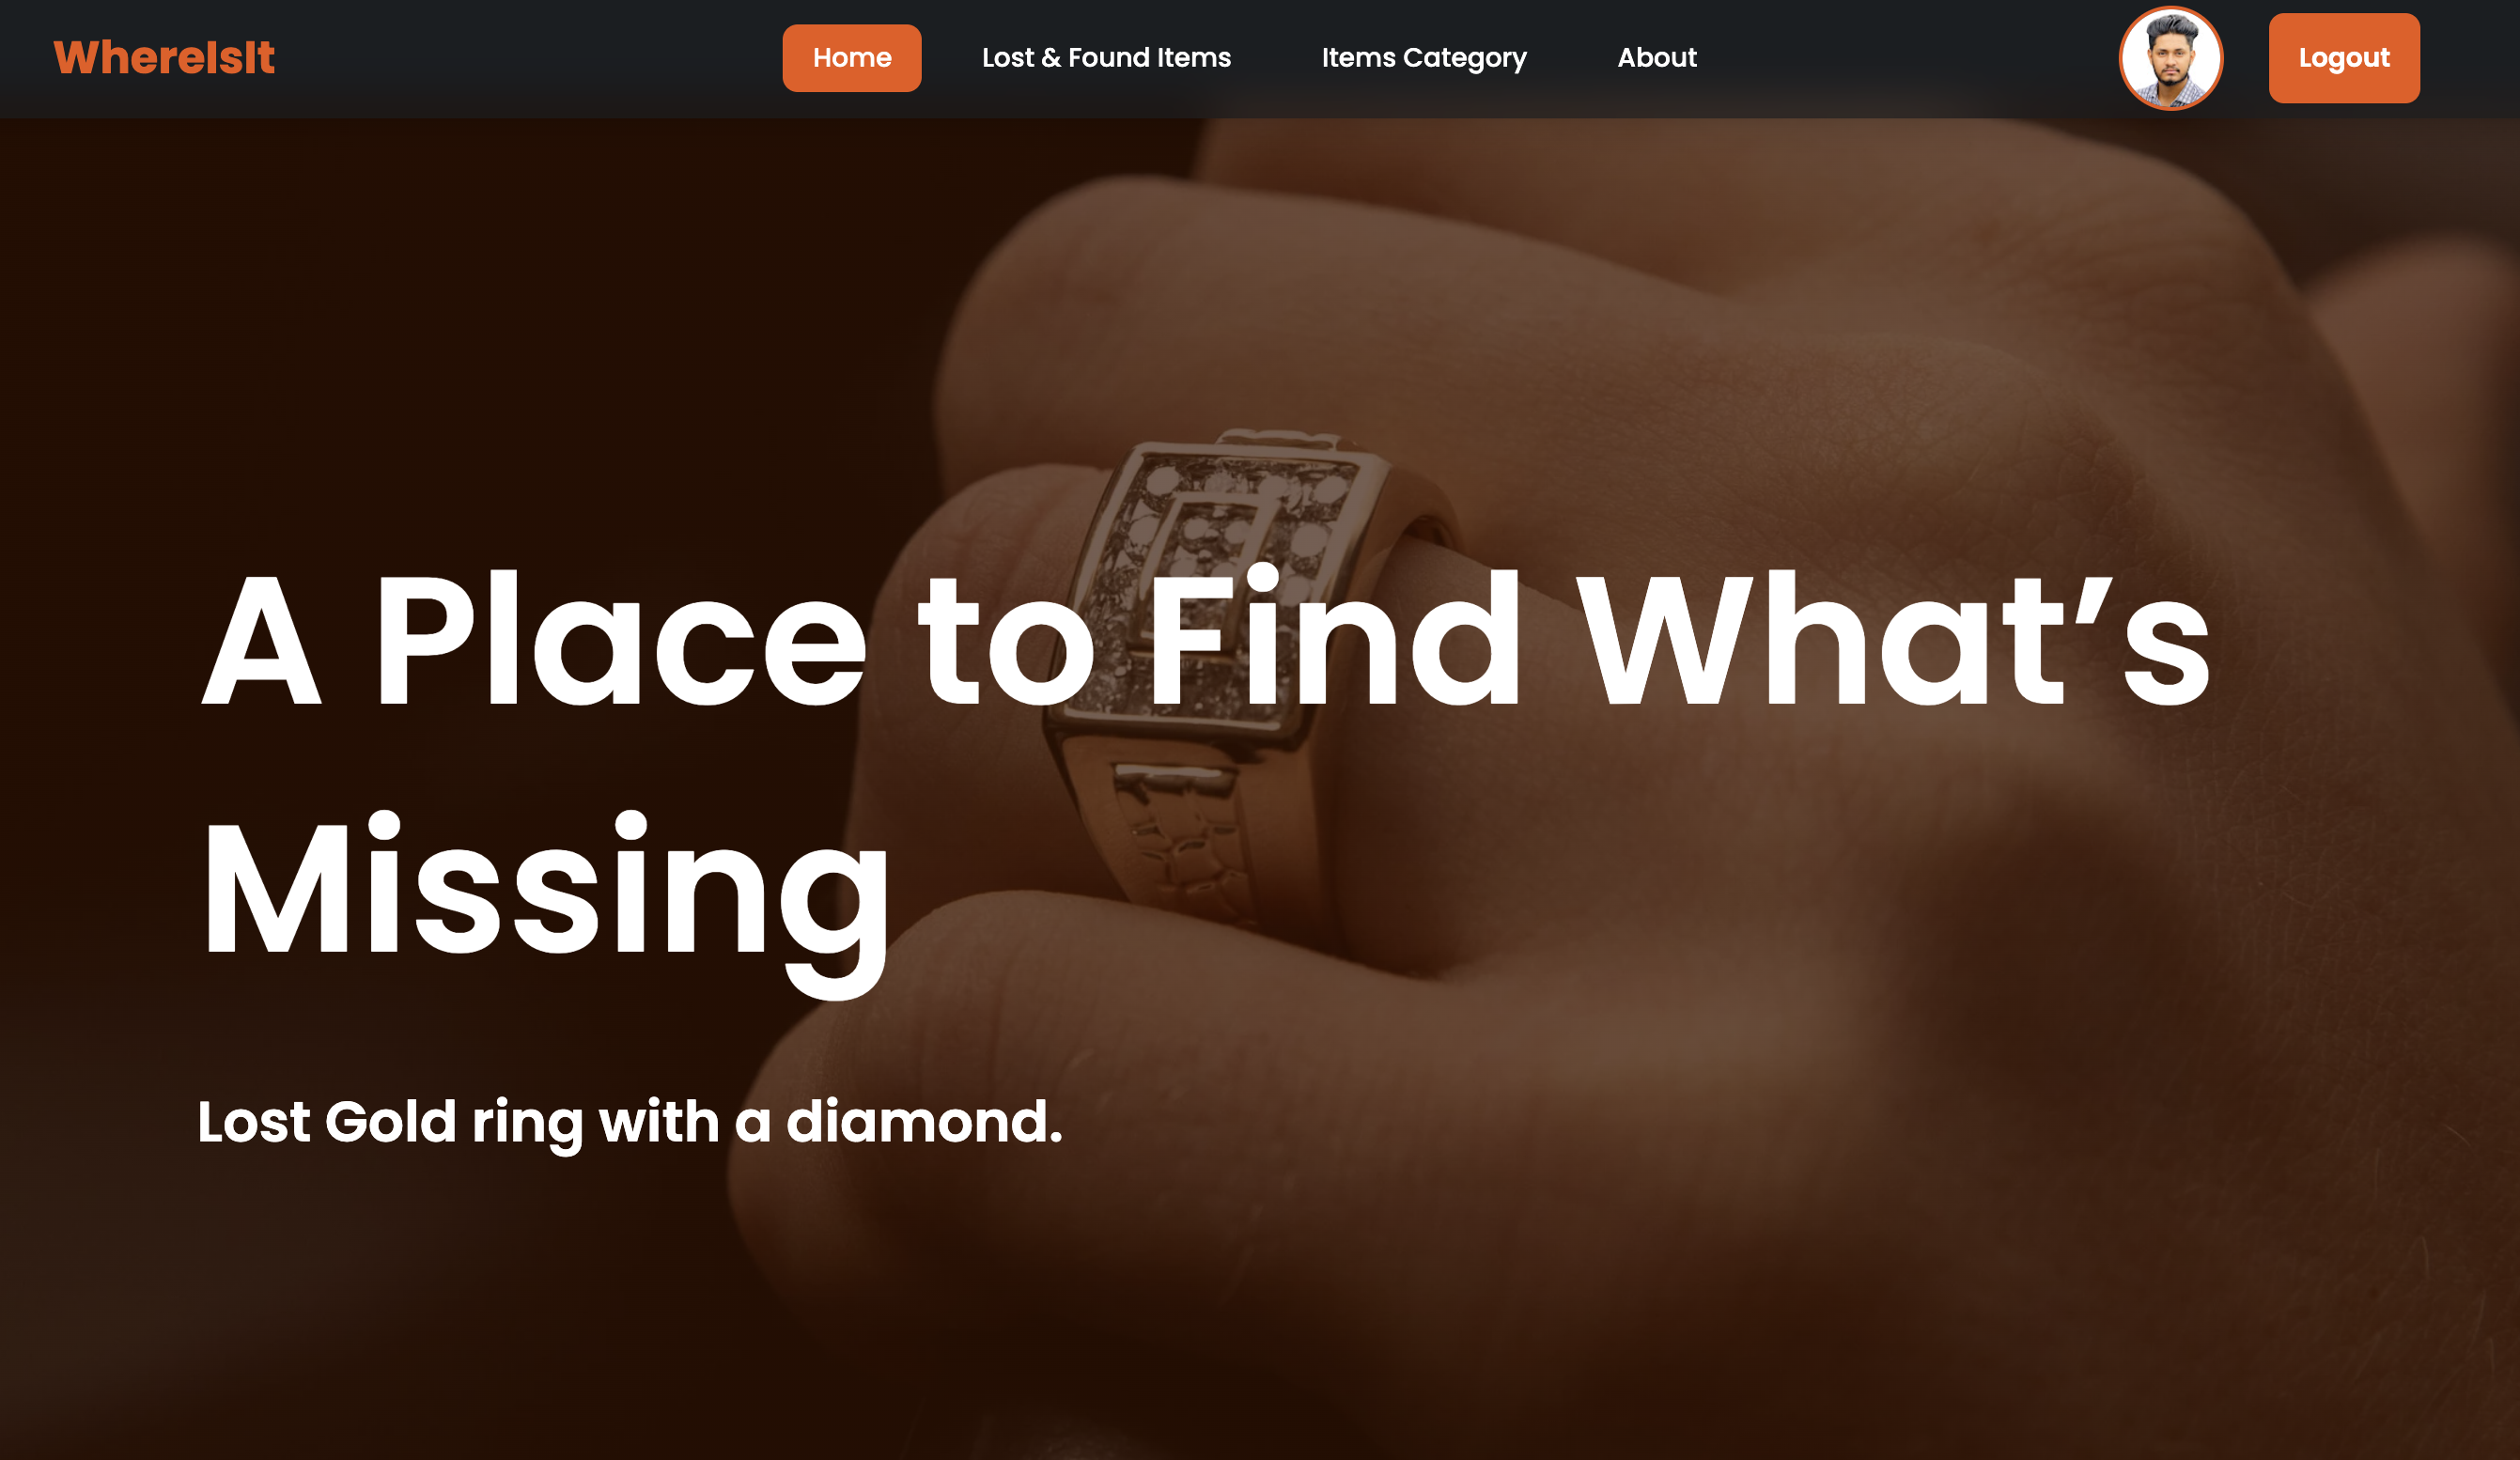 WhereIsIt
Home
Lost & Found Items
Items Category
About
Logout
A Place to Find What’s
Missing
Lost Gold ring with a diamond.